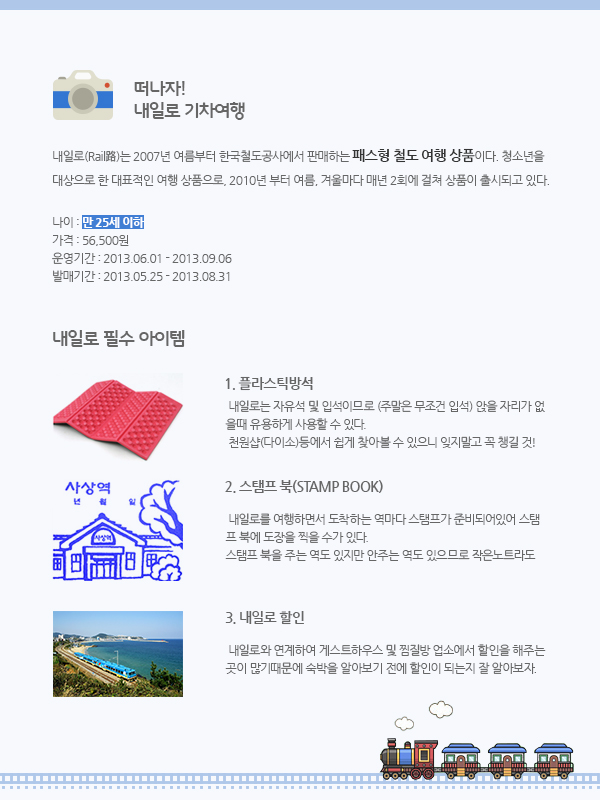 떠나자!
내일로 기차여행
내일로(Rail路)는 2007년 여름부터 한국철도공사에서 판매하는 패스형 철도 여행 상품이다. 청소년을
대상으로 한 대표적인 여행 상품으로, 2010년 부터 여름, 겨울마다 매년 2회에 걸쳐 상품이 출시되고 있다.
나이 : 만 25세 이하
가격 : 56,500원
운영기간 : 2013.06.01 - 2013.09.06
발매기간 : 2013.05.25 - 2013.08.31
내일로 필수 아이템
1. 플라스틱방석
내일로는 자유석 및 입석이므로 (주말은 무조건 입석) 앉을 자리가 없
을때 유용하게 사용할 수 있다.
천원샵(다이소)등에서 쉽게 찾아볼 수 있으니 잊지말고 꼭 챙길 것!
사상역
년 월 일
사상역
2. 스탬프 북(STAMP BOOK)
내일로를 여행하면서 도착하는 역마다 스탬프가 준비되어있어 스탬
프 북에 도장을 찍을 수가 있다.
스탬프 북을 주는 역도 있지만 안주는 역도 있으므로 작은노트라도
3. 내일로 할인
내일로와 연계하여 게스트하우스 및 찜질방 업소에서 할인을 해주는
곳이 많기때문에 숙박을 알아보기 전에 할인이 되는지 잘 알아보자.